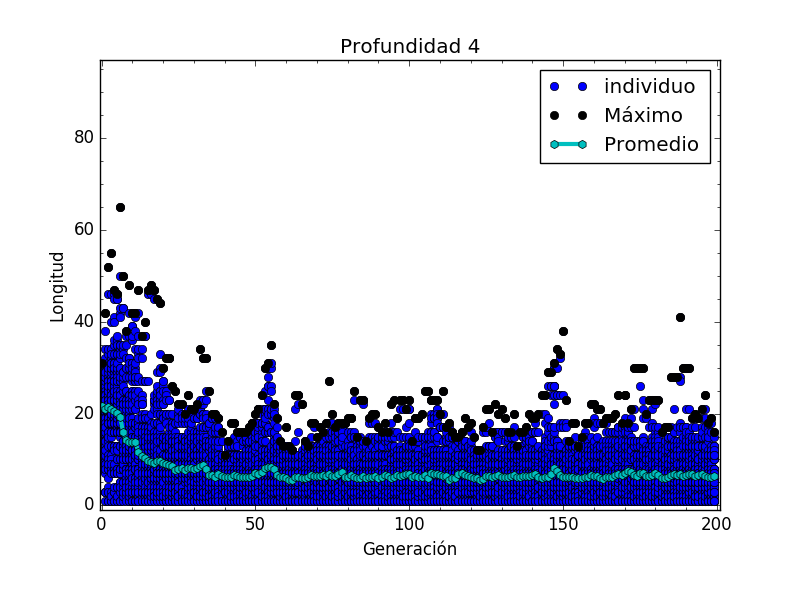 Profundidad 4
individuo
Máximo
Promedio
80
60
40
20
0
Longitud
0 50 100 150 200
Generación